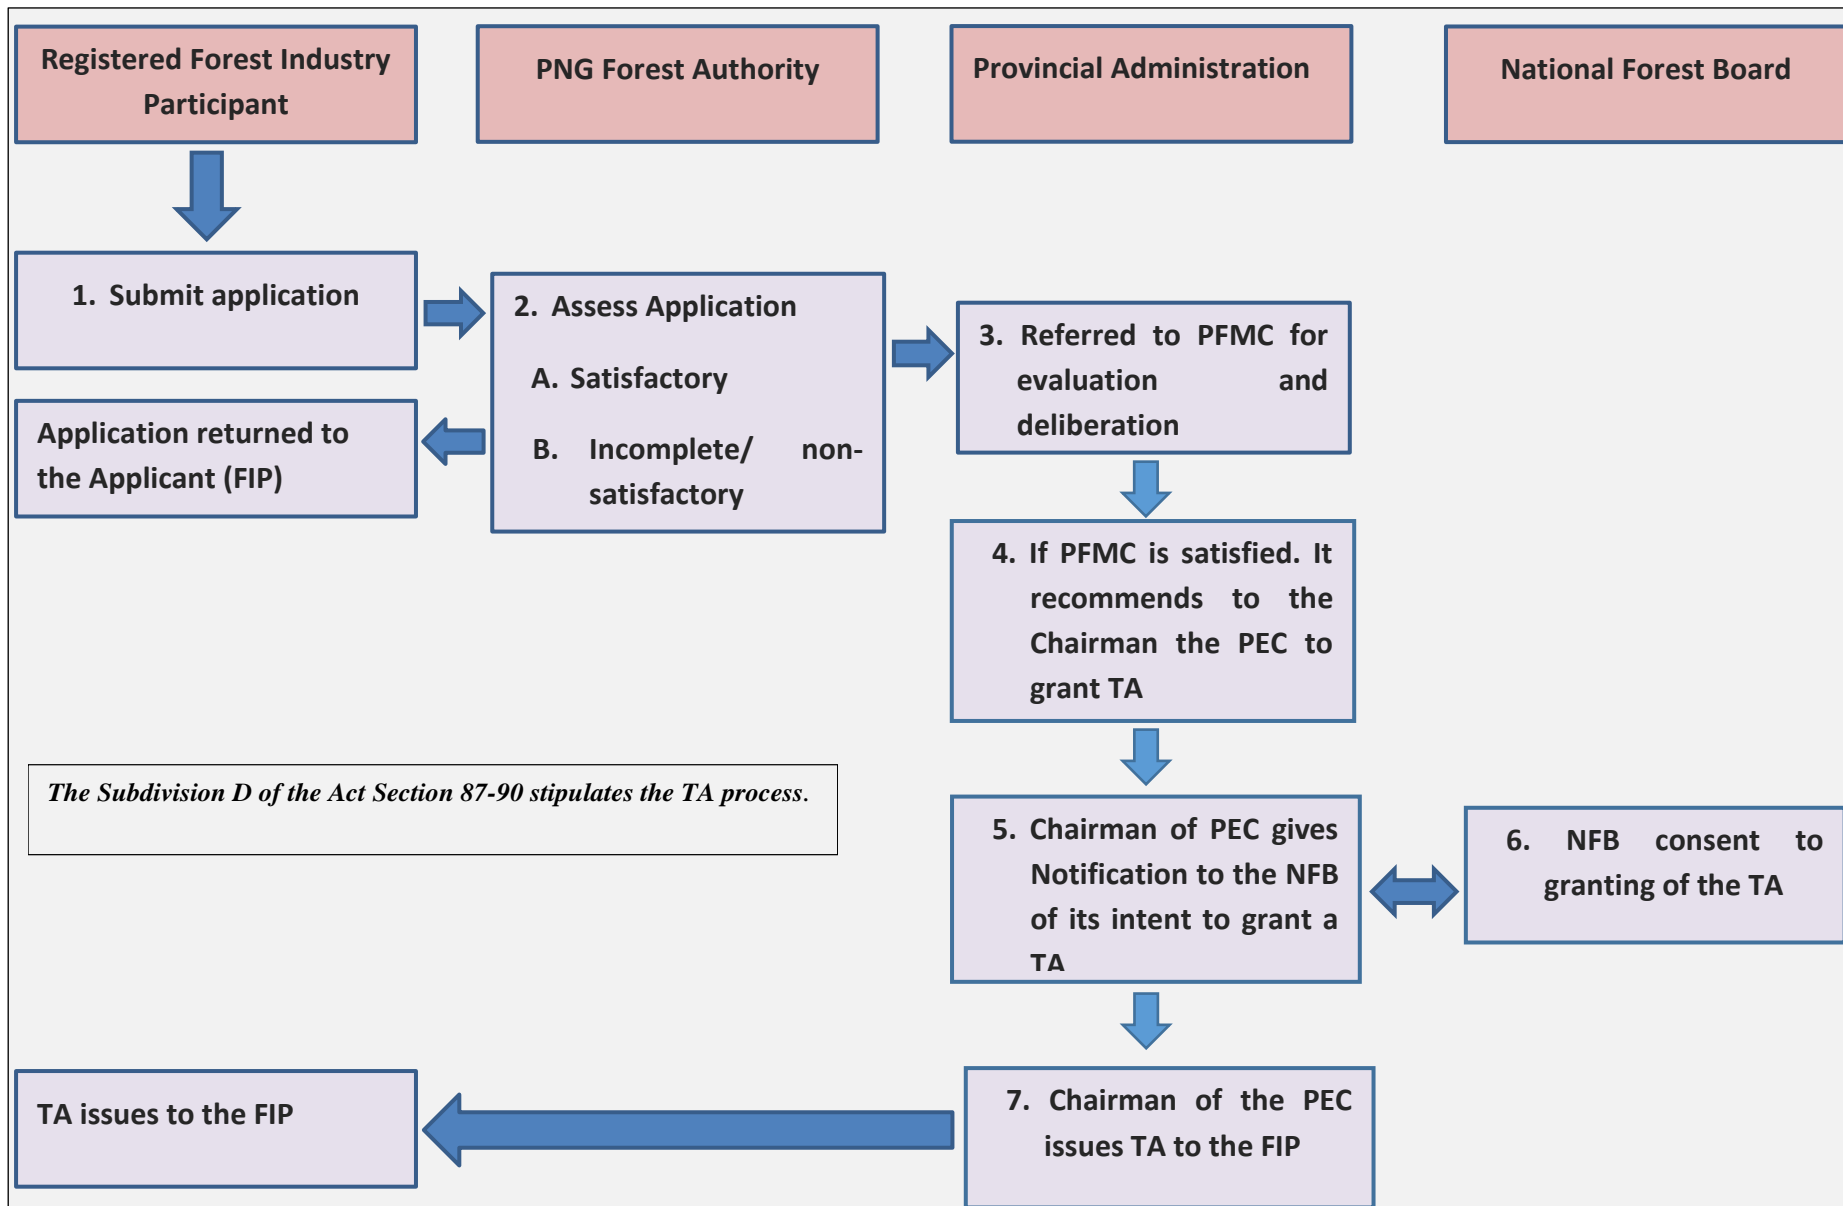 Registered Forest Industry
Participant
PNG Forest Authority
Provincial Administration
National Forest Board
1. Submit application
2. Assess Application
A. Satisfactory
B. Incomplete/ non-
satisfactory
Application returned to
the Applicant (FIP)
3. Referred to PFMC for
evaluation and
deliberation
4. If PFMC is satisfied. It
recommends to the
Chairman the PEC to
grant TA
The Subdivision D of the Act Section 87-90 stipulates the TA process.
5. Chairman of PEC gives
Notification to the NFB
of its intent to grant a
TA
6. NFB consent to
granting of the TA
7. Chairman of the PEC
issues TA to the FIP
TA issues to the FIP